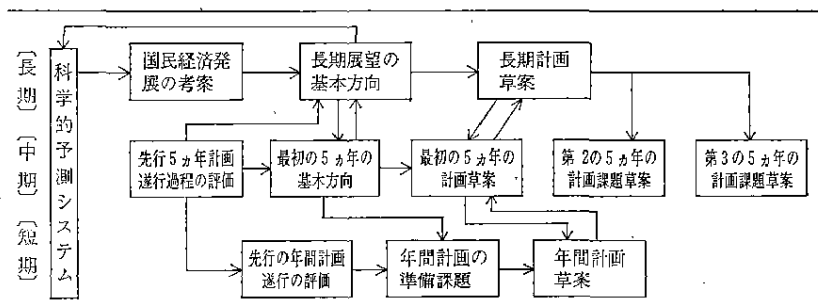 〔長期〕
〔中期〕
〔短期〕
科学的予測システム
国民経済発
展の考案
長期展望の
基本方向
長期計画
草案
先行5ヵ年計画
遂行過程の評価
最初の5ヵ年の
基本方向
最初の5ヵ年の
計画草案
第2の5ヵ年の
計画課題草案
第3の5ヵ年の
計画課題草案
先行の年間計画
遂行の評価
年間計画の
準備課題
年間計画
草案